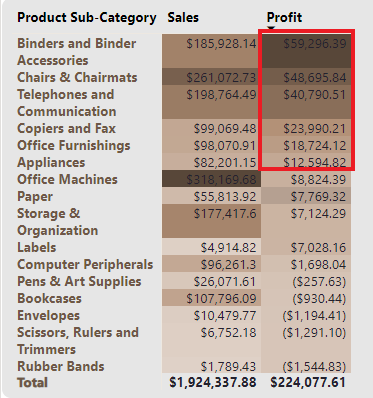 Product Sub-Category Sales Profit
Binders and Binder $185,928.14 $59,296.39
Accessories
Chairs & Chairmats $261,072.73 $48,695.84
Telephones and $198,764.49 $40,790.51
Communication
Copiers and Fax $99,069.48 $23,990.21
Office Furnishings $98,070.91 $18,724.12
Appliances $82,201.15 $12,594.82
Office Machines $318,169.68 $8,824.39
Paper $55,813.92 $7,769.32
Storage & $177,417.6 $7,124.29
Organization
Labels $4,914.82 $7,028.16
Computer Peripherals $96,261.3 $1,698.04
Pens & Art Supplies $26,071.61 ($257.63)
Bookcases $107,796.09 ($930.44)
Envelopes $10,479.77 ($1,194.41)
Scissors, Rulers and $6,752.18 ($1,291.10)
Trimmers
Rubber Bands $1,789.43 ($1,544.83)
Total $1,924,337.88 $224,077.61